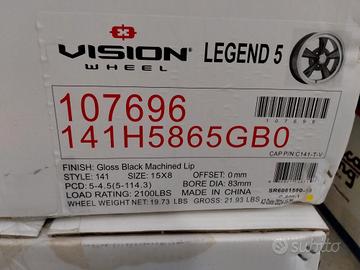 VISION
WHEEL
LEGEND 5
107696
107696
141H5865GB0
CAP P/N C141-T-V
FINISH: Gloss Black Machined Lip
STYLE: 141 SIZE: 15X8 OFFSET: 0mm
PCD: 5-4.5(5-114.3) BORE DIA: 83mm
LOAD RATING: 2100LBS MADE IN CHINA
WHEEL WEIGHT NET: 19.73 LBS GROSS: 21.93 LBS
subito